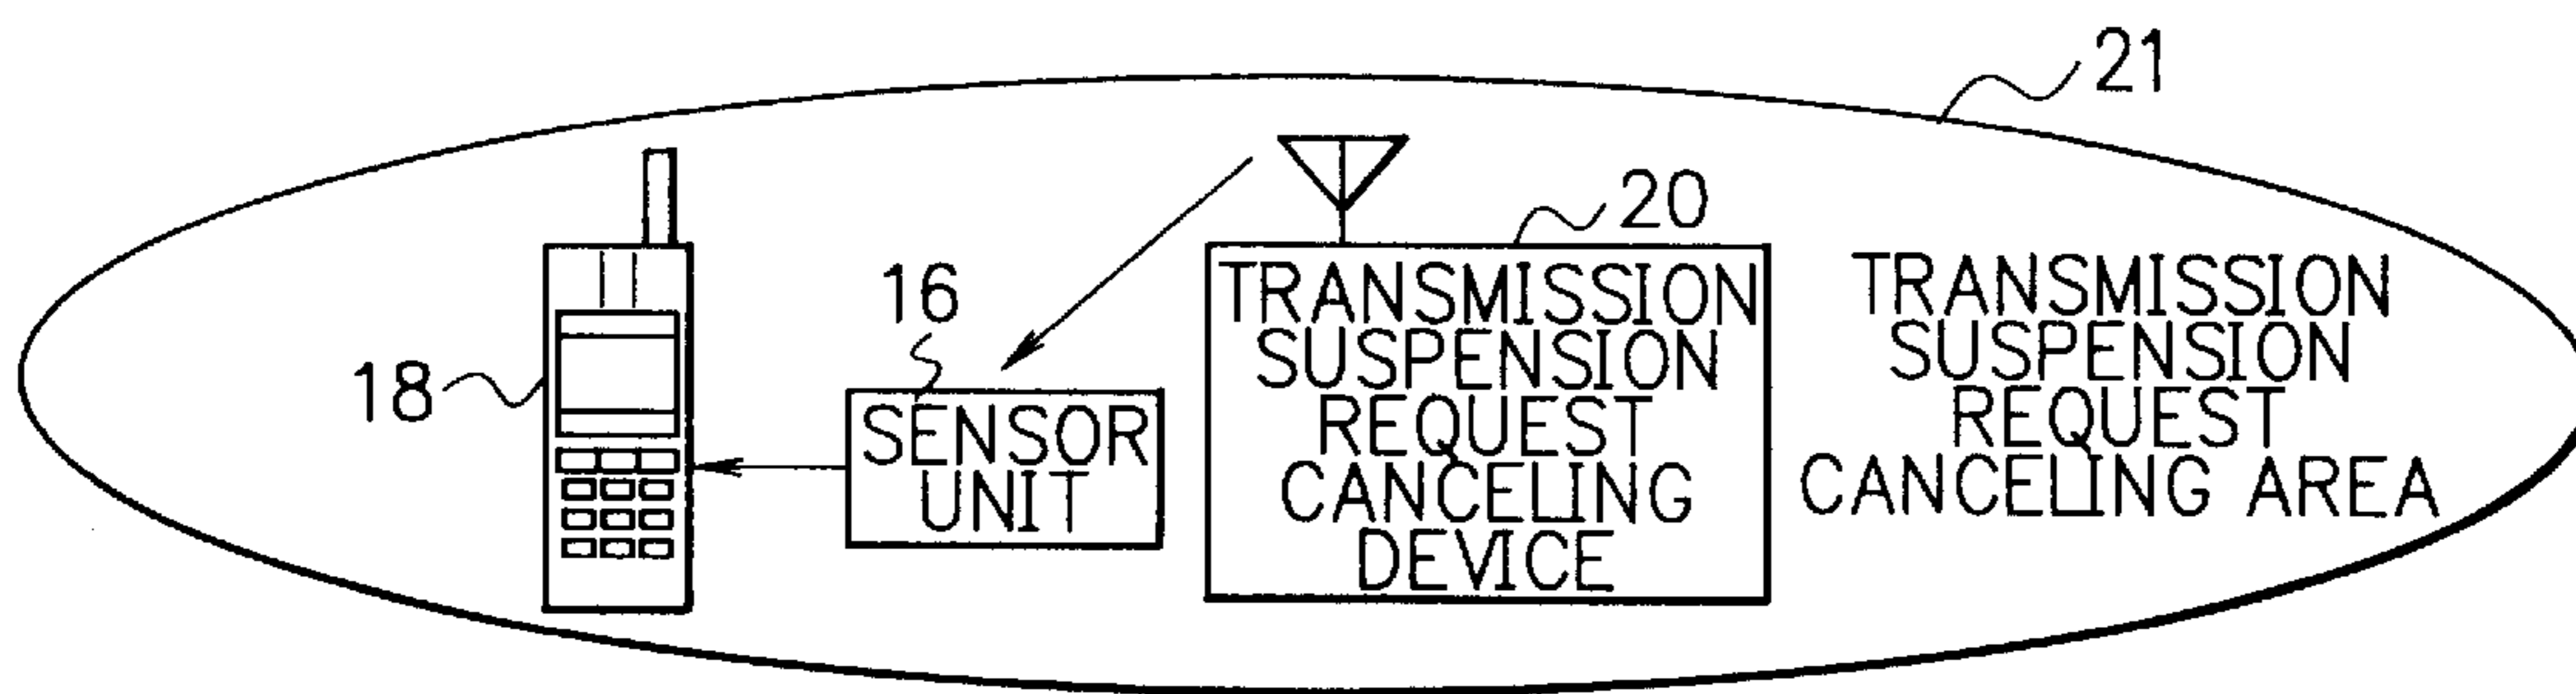 21
20
16
18
SENSOR
UNIT
TRANSMISSION
SUSPENSION
REQUEST
CANCELING
DEVICE
TRANSMISSION
SUSPENSION
REQUEST
CANCELING AREA